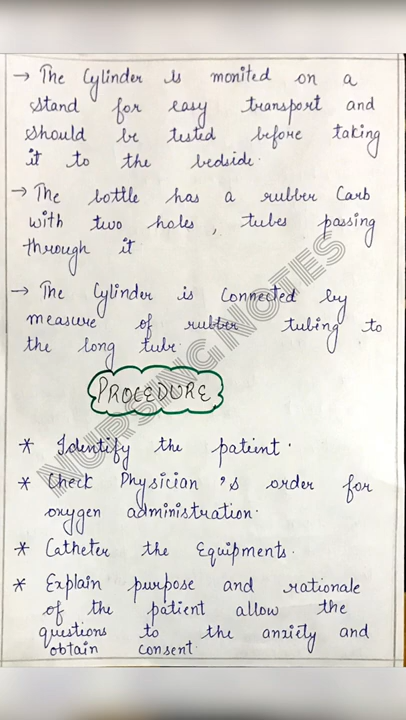 → The Cylinder is monited on a
stand for easy transport and
should be tested before taking
it to the bedside.
→ The bottle has a rubber Carb
with two holes, tubes passing
through it
→ The Cylinder is Connected by
measure of rubber tubing to
the long tube.
PROCEDURE
* Identify the patient.
* Check Physician's order for
oxygen administration.
* Catheter the Equipments.
* Explain purpose and rationale
of the patient allow the
questions to the anxiety and
obtain consent.
NURSING NOTES